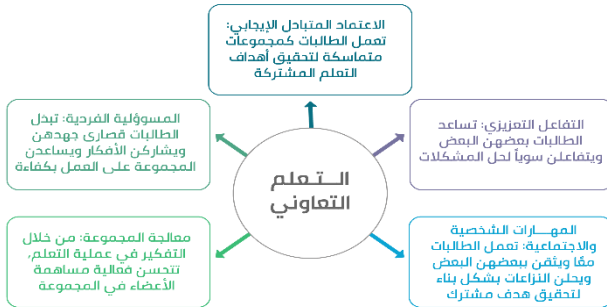 الاعتماد المتبادل الإيجابي:
تعمل الطالبات كمجموعات
متماسكة لتحقيق أهداف
التعلم المشتركة
التفاعل التعزيزي: تساعد
الطالبات بعضهن البعض
ويتفاعلن سوياً لحل المشكلات
المسؤولية الفردية: تبذل
الطالبات قصارى جهدهن
ويشاركن الأفكار ويساعدن
المجموعة على العمل بكفاءة
الـتـعلم
التعاوني
المهـــارات الشخصية
والاجتماعية: تعمل الطالبات
معًا ويثقن ببعضهن البعض
ويحلن النزاعات بشكل بناء
لتحقيق هدف مشترك
معالجة المجموعة: من خلال
التفكير في عملية التعلم,
تتحسن فعالية مساهمة
الأعضاء في المجموعة